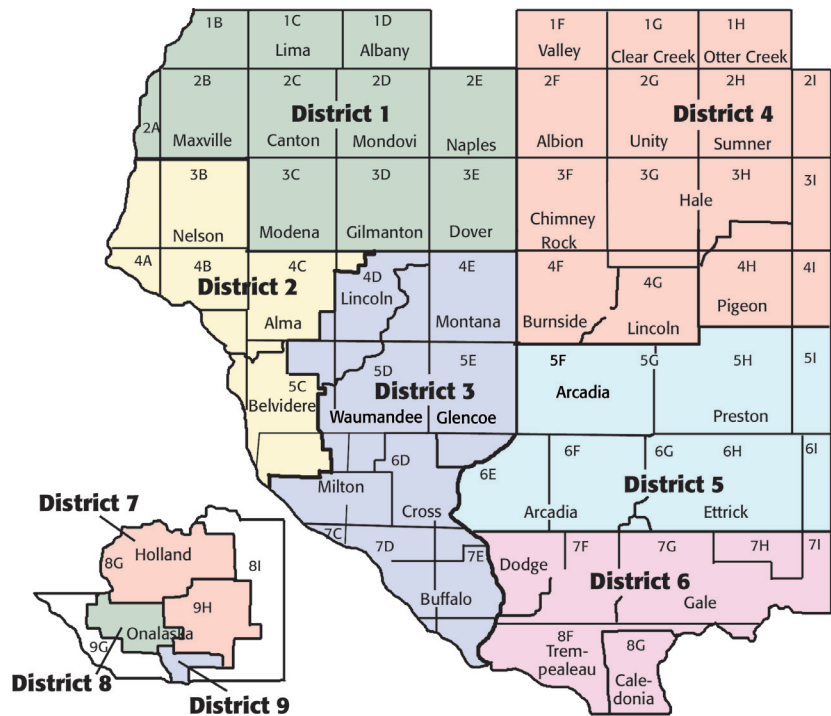 1B
1C
1D
1F
1G
1H
Lima
Albany
Valley
Clear Creek
Otter Creek
2B
2C
2D
2E
2F
2G
2H
2I
District 1
District 4
2A
Maxville
Canton
Mondovi
Naples
Albion
Unity
Sumner
3B
3C
3D
3E
3F
3G
3H
3I
Hale
Nelson
Modena
Gilmanton
Dover
Chimney
Rock
4A
4B
4C
4D
4E
4F
4G
4H
4I
District 2
Lincoln
Pigeon
Alma
Montana
Burnside
Lincoln
5C
5D
5E
5F
5G
5H
5I
Belvidere
District 3
Arcadia
Waumandee
Glencoe
Preston
6D
6E
6F
6G
6H
6I
Milton
District 5
Cross
Arcadia
Ettrick
7C
7D
7E
7F
7G
7H
7I
Dodge
District 6
Buffalo
Gale
8F
8G
Trem-
pealeau
Cale-
donia
District 7
8G
Holland
8I
9H
Onalaska
9G
District 8
District 9